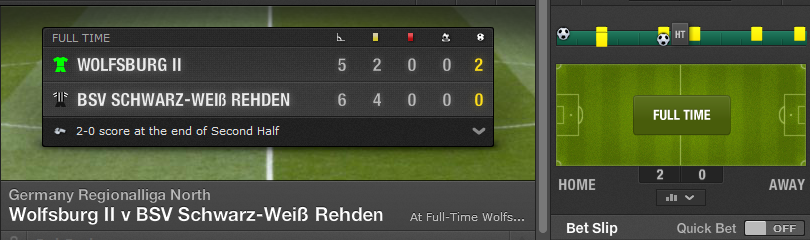 FULL TIME
WOLFSBURG II 5 2 0 0 2
BSV SCHWARZ-WEIß REHDEN 6 4 0 0 0
2-0 score at the end of Second Half
Germany Regionalliga North
Wolfsburg II v BSV Schwarz-Weiß Rehden At Full-Time Wolfs...
HT
FULL TIME
2 0
HOME AWAY
Bet Slip Quick Bet OFF